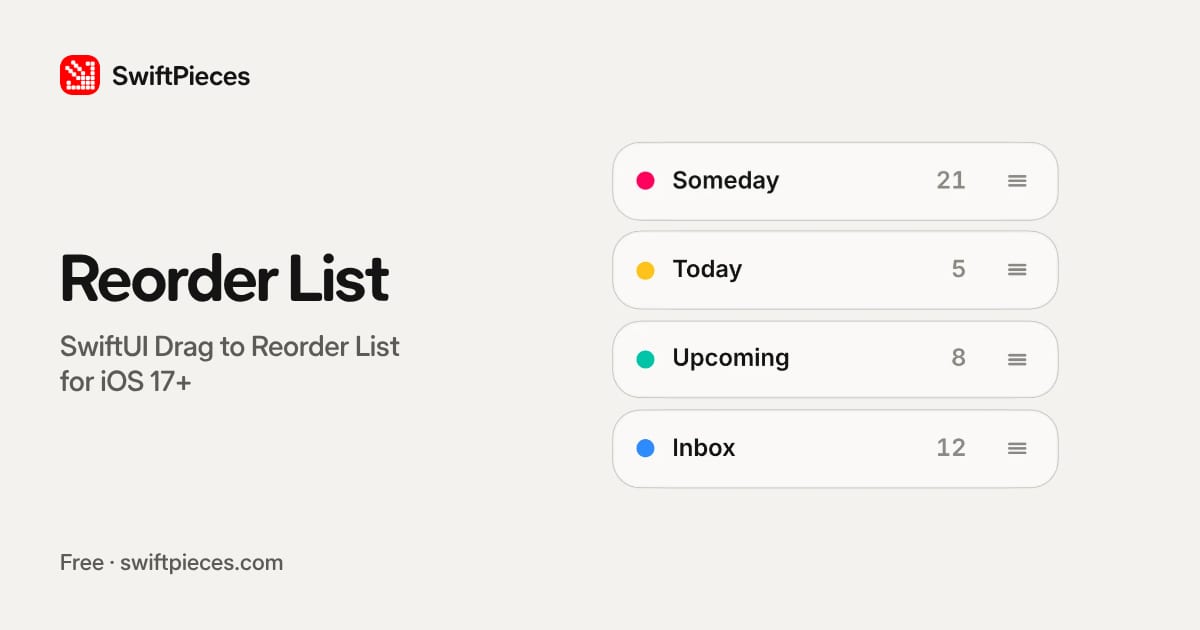 SwiftPieces
Reorder List
SwiftUI Drag to Reorder List
for iOS 17+
Someday 21
Today 5
Upcoming 8
Inbox 12
Free · swiftpieces.com